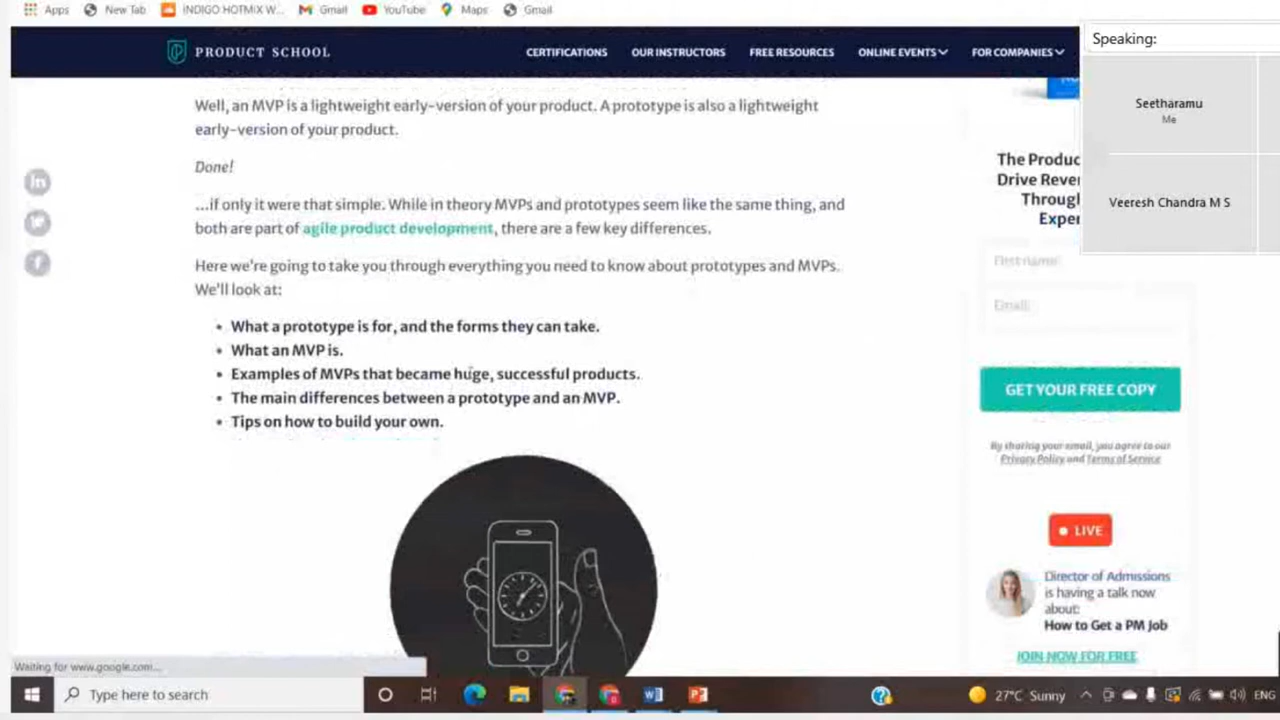 Apps New Tab INDIGO HOTMIX W... Gmail YouTube Maps Gmail
PRODUCT SCHOOL CERTIFICATIONS OUR INSTRUCTORS FREE RESOURCES ONLINE EVENTS FOR COMPANIES
Speaking:
Seetharamu
Me
Veeresh Chandra M S
Well, an MVP is a lightweight early-version of your product. A prototype is also a lightweight
early-version of your product.
Done!
...if only it were that simple. While in theory MVPs and prototypes seem like the same thing, and
both are part of agile product development, there are a few key differences.
Here we're going to take you through everything you need to know about prototypes and MVPs.
We'll look at:
• What a prototype is for, and the forms they can take.
• What an MVP is.
• Examples of MVPs that became huge, successful products.
• The main differences between a prototype and an MVP.
• Tips on how to build your own.
The Produc
Drive Reve
Through
Exper
First name
Email
GET YOUR FREE COPY
By sharing your email, you agree to our
Privacy Policy and Terms of Service
LIVE
Director of Admissions
is having a talk now
about:
How to Get a PM Job
JOIN NOW FOR FREE
Waiting for www.google.com...
Type here to search
27°C Sunny
ENG